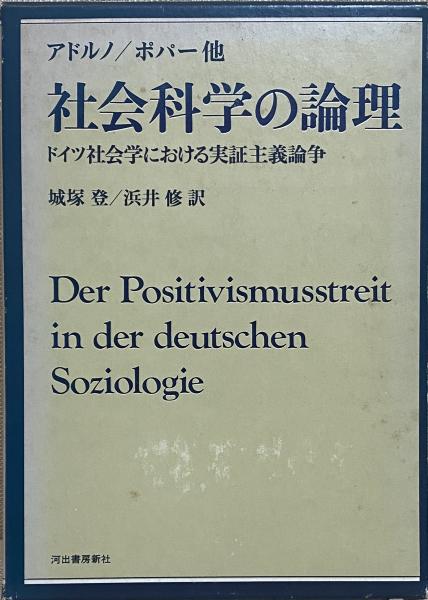 アドルノ/ポパー他
社会科学の論理
ドイツ社会学における実証主義論争
城塚 登/浜井 修 訳
Der Positivismusstreit
in der deutschen
Soziologie
河出書房新社